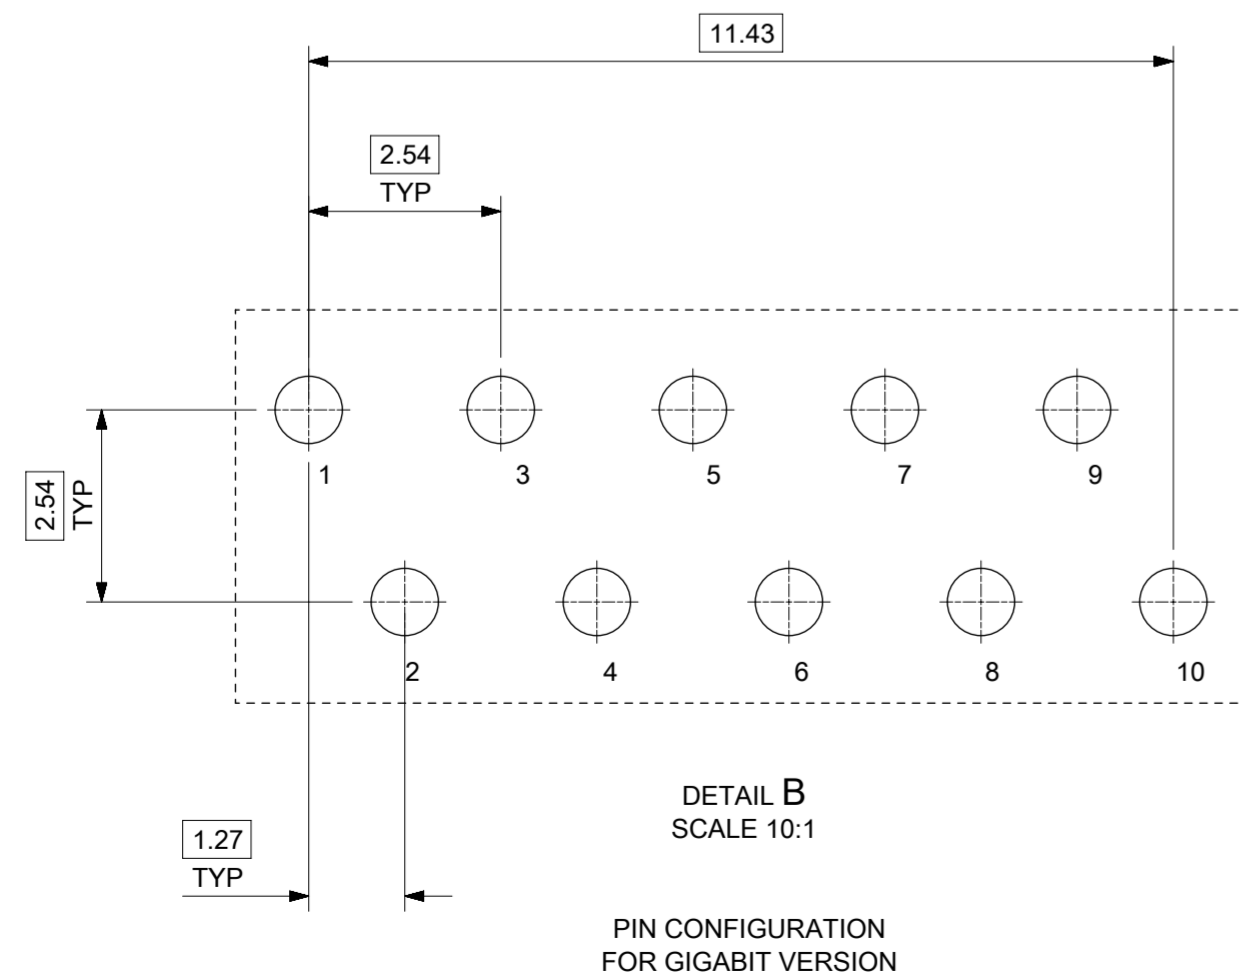 11.43
2.54
TYP
2.54
TYP
1
3
5
7
9
2
4
6
8
10
1.27
TYP
DETAIL B
SCALE 10:1
PIN CONFIGURATION
FOR GIGABIT VERSION